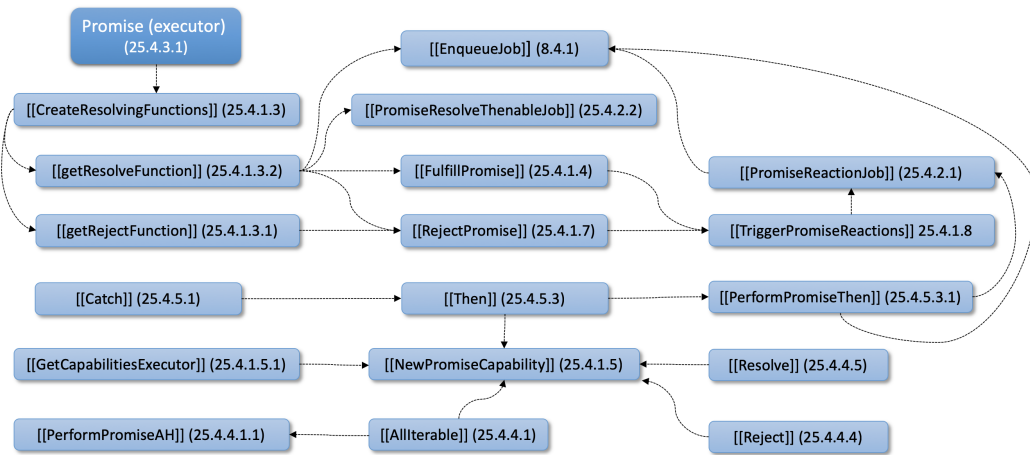 Promise (executor)
(25.4.3.1)
[[EnqueueJob]] (8.4.1)
[[CreateResolvingFunctions]] (25.4.1.3)
[[PromiseResolveThenableJob]] (25.4.2.2)
[[getResolveFunction]] (25.4.1.3.2)
[[FulfillPromise]] (25.4.1.4)
[[PromiseReactionJob]] (25.4.2.1)
[[getRejectFunction]] (25.4.1.3.1)
[[RejectPromise]] (25.4.1.7)
[[TriggerPromiseReactions]] 25.4.1.8
[[Catch]] (25.4.5.1)
[[Then]] (25.4.5.3)
[[PerformPromiseThen]] (25.4.5.3.1)
[[GetCapabilitiesExecutor]] (25.4.1.5.1)
[[NewPromiseCapability]] (25.4.1.5)
[[Resolve]] (25.4.4.5)
[[PerformPromiseAH]] (25.4.4.1.1)
[[AllIterable]] (25.4.4.1)
[[Reject]] (25.4.4.4)